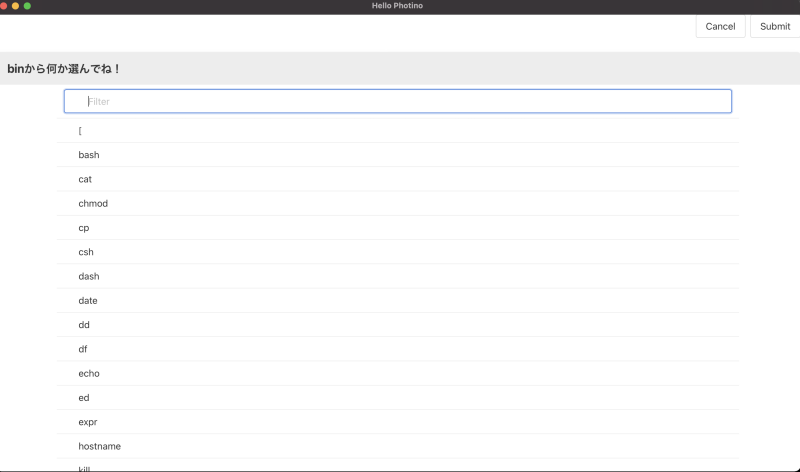 Hello Photino
Cancel Submit
binから何か選んでね！
Filter
[
bash
cat
chmod
cp
csh
dash
date
dd
df
echo
ed
expr
hostname
kill